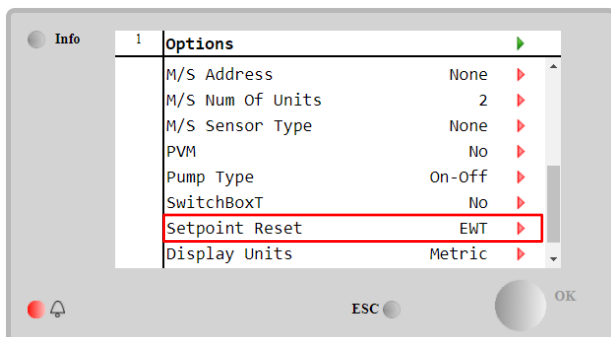 Info
1 Options
M/S Address None
M/S Num Of Units 2
M/S Sensor Type None
PVM No
Pump Type On-Off
SwitchBoxT No
Setpoint Reset EWT
Display Units Metric
ESC
OK